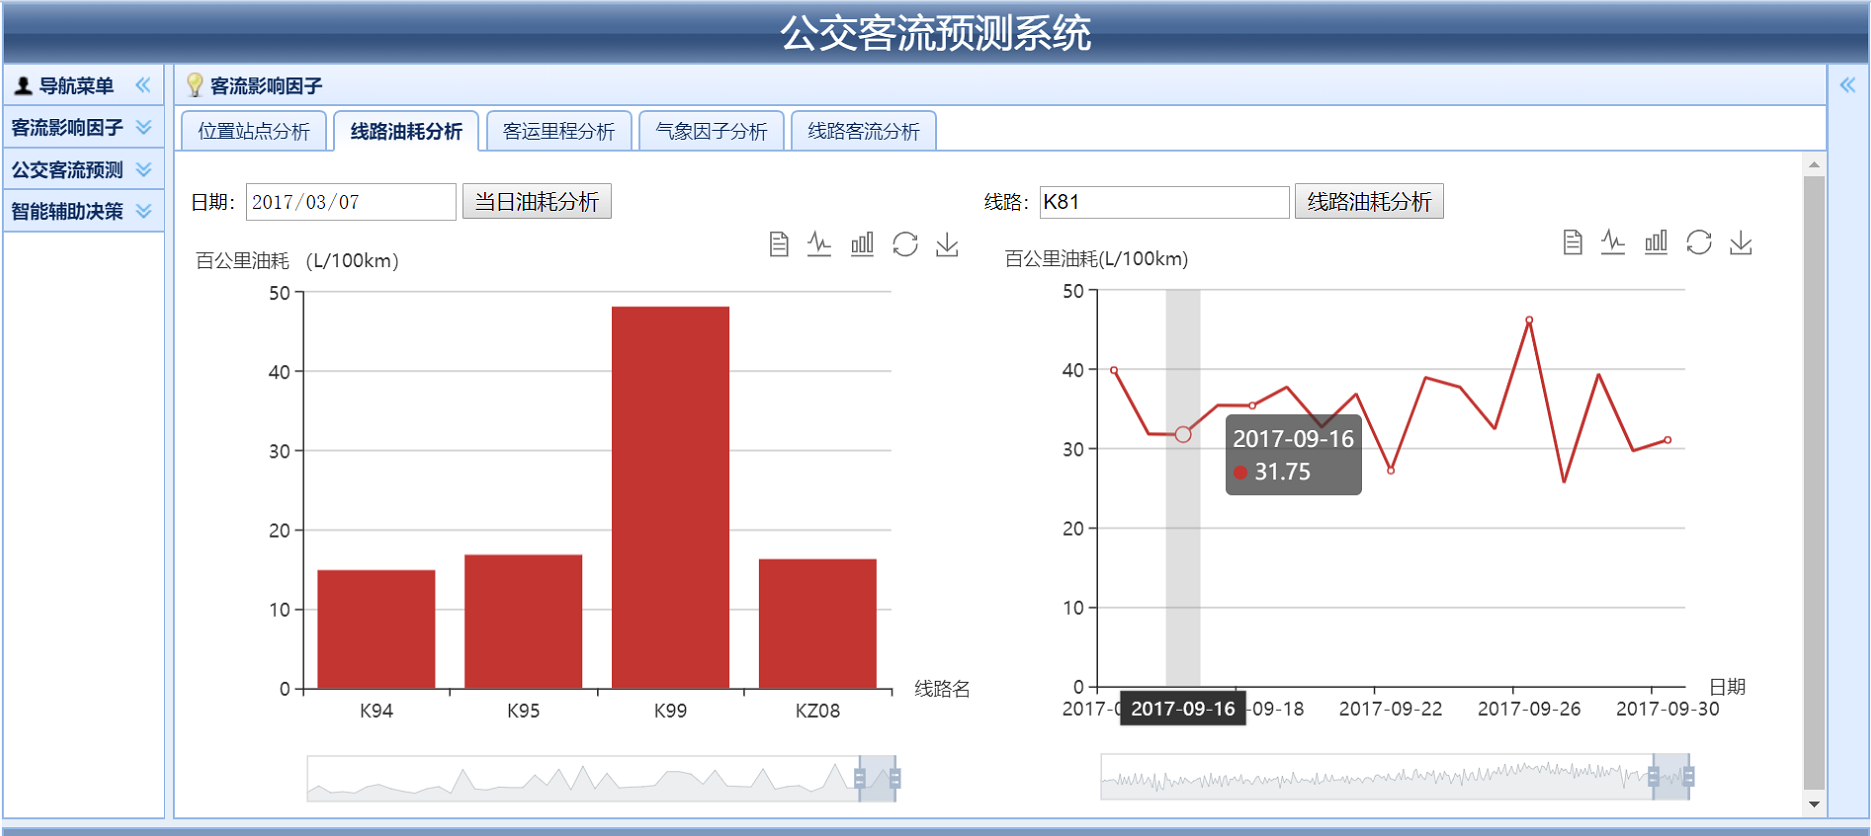 公交客流预测系统
导航菜单
客流影响因子
公交客流预测
智能辅助决策
客流影响因子
位置站点分析 线路油耗分析 客运里程分析 气象因子分析 线路客流分析
日期： 2017/03/07 当日油耗分析
百公里油耗 （L/100km）
50
40
30
20
10
0
线路名
K94 K95 K99 KZ08
线路： K81 线路油耗分析
百公里油耗(L/100km)
50
40
30
20
10
0
2017-09-16
31.75
日期
2017-0 2017-09-16 -09-18 2017-09-22 2017-09-26 2017-09-30